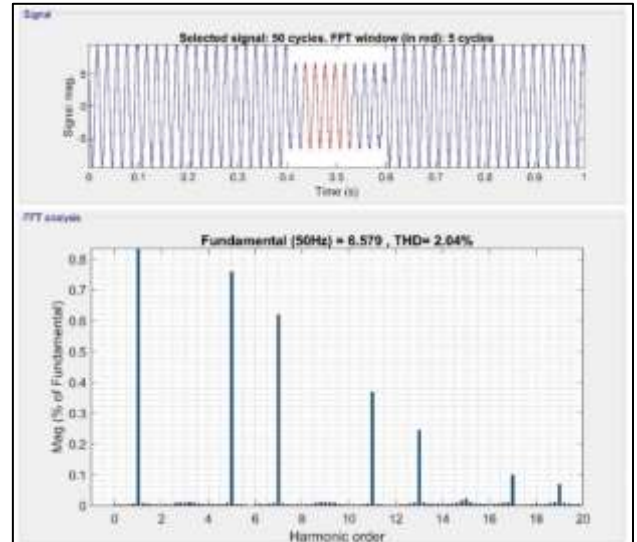 Signal
Selected signal: 50 cycles. FFT window (in red): 5 cycles
Signal mag.
5
0
-5
0 0.1 0.2 0.3 0.4 0.5 0.6 0.7 0.8 0.9 1
Time (s)
FFT analysis
Fundamental (50Hz) = 6.579 , THD= 2.04%
Mag (% of Fundamental)
0.8
0.7
0.6
0.5
0.4
0.3
0.2
0.1
0
0 2 4 6 8 10 12 14 16 18 20
Harmonic order